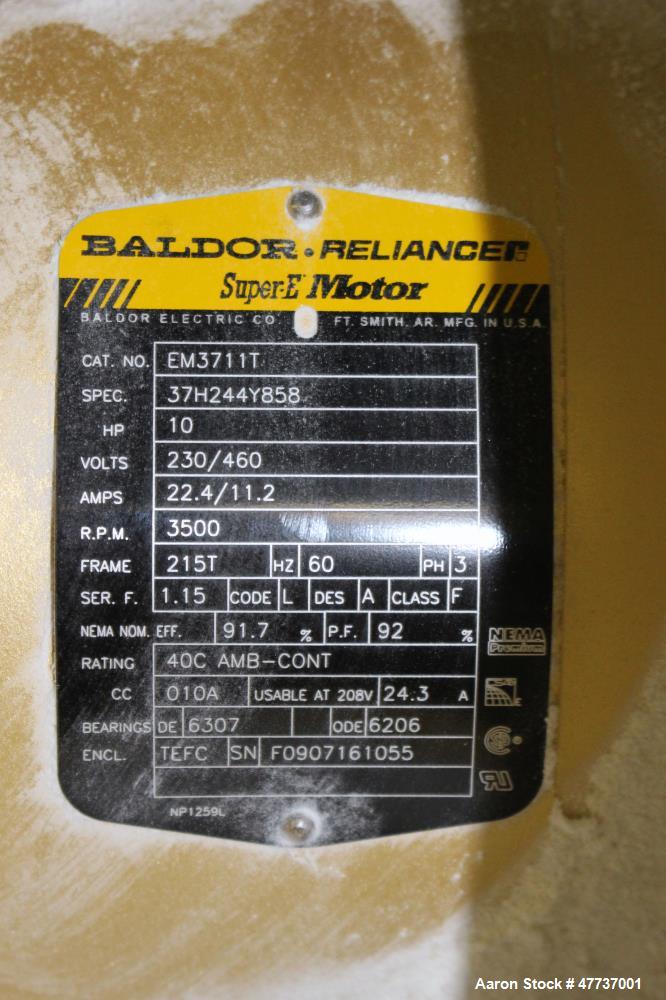 BALDOR · RELIANCER
Super-E Motor
BALDOR ELECTRIC CO. FT. SMITH, AR. MFG. IN U.S.A.
CAT. NO. EM3711T
SPEC. 37H244Y858
HP 10
VOLTS 230/460
AMPS 22.4/11.2
R.P.M. 3500
FRAME 215T HZ 60 PH 3
SER. F. 1.15 CODE L DES A CLASS F
NEMA NOM. EFF. 91.7 % P.F. 92 %
NEMA
Premium
RATING 40C AMB-CONT
CC 010A USABLE AT 208V 24.3 A
BEARINGS DE 6307 ODE 6206
ENCL. TEFC SN F0907161055
NP1259L
Aaron Stock # 47737001